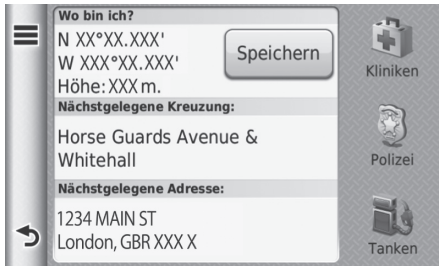 Wo bin ich?
N XX°XX.XXX'
W XXX°XX.XXX'
Höhe: XXX m.
Speichern
Nächstgelegene Kreuzung:
Horse Guards Avenue &
Whitehall
Nächstgelegene Adresse:
1234 MAIN ST
London, GBR XXX X
Kliniken
Polizei
Tanken